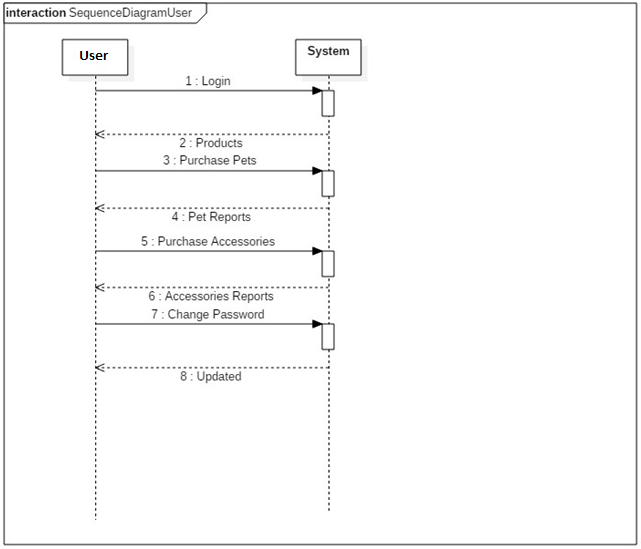 interaction SequenceDiagramUser
User
System
1 : Login
2 : Products
3 : Purchase Pets
4 : Pet Reports
5 : Purchase Accessories
6 : Accessories Reports
7 : Change Password
8 : Updated